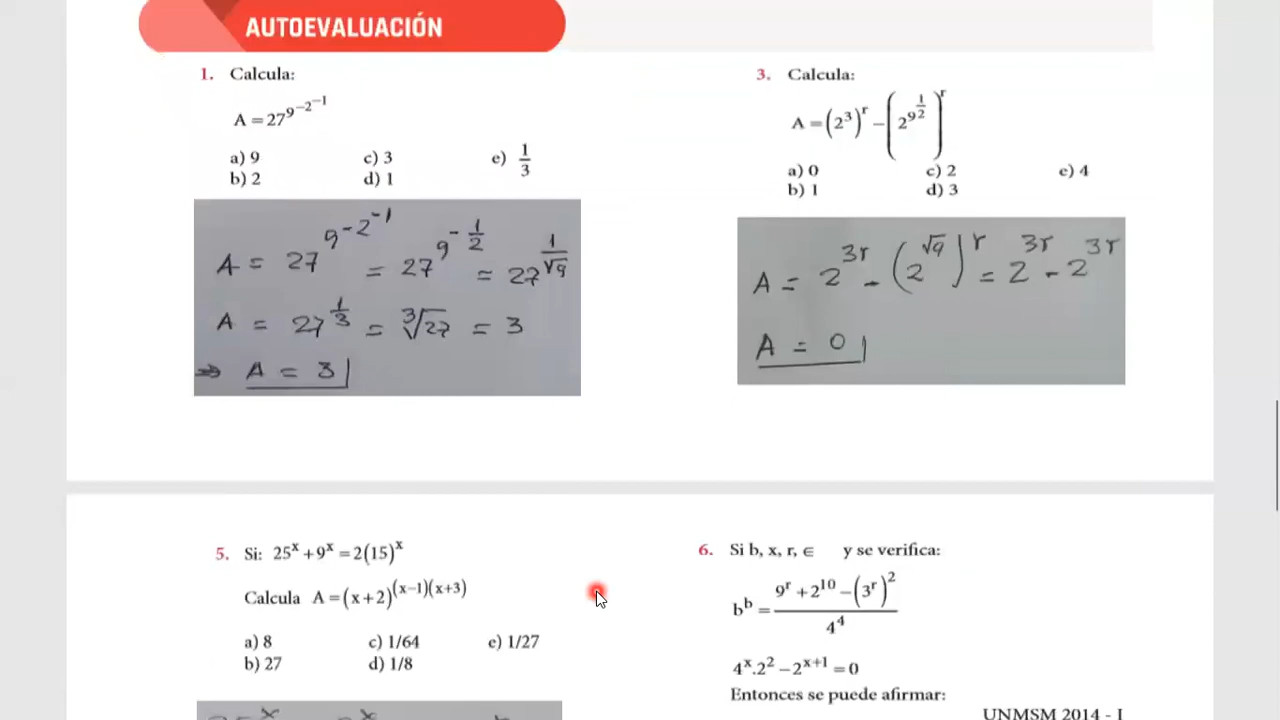 AUTOEVALUACIÓN
1. Calcula:
A = 27^9^-2^-1
a) 9 c) 3 e) 1/3
b) 2 d) 1
A = 27^9^-2^-1 = 27^9^-1/2 = 27^1/√9
A = 27^1/3 = ∛27 = 3
⇒ A = 3
3. Calcula:
A = (2^3)^r − (2^9^1/2)^r
a) 0 c) 2 e) 4
b) 1 d) 3
A = 2^3r - (2^√9)^r = 2^3r - 2^3r
A = 0
5. Si: 25^x + 9^x = 2(15)^x
Calcula A = (x+2)^(x−1)(x+3)
a) 8 c) 1/64 e) 1/27
b) 27 d) 1/8
6. Si b, x, r, ∈ y se verifica:
b^b = (9^r + 2^10 − (3^r)^2)/4^4
4^x.2^2 − 2^x+1 = 0
Entonces se puede afirmar:
UNMSM 2014 - I